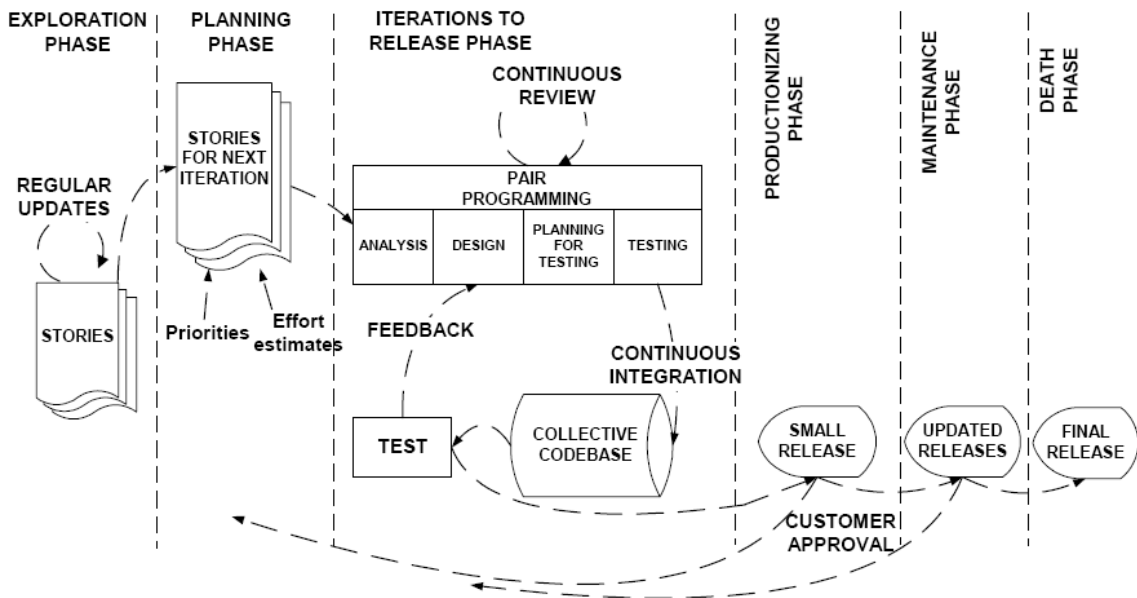 EXPLORATION
PHASE
PLANNING
PHASE
ITERATIONS TO
RELEASE PHASE
PRODUCTIONIZING
PHASE
MAINTENANCE
PHASE
DEATH
PHASE
REGULAR
UPDATES
STORIES
STORIES
FOR NEXT
ITERATION
Priorities
Effort
estimates
CONTINUOUS
REVIEW
PAIR
PROGRAMMING
ANALYSIS
DESIGN
PLANNING
FOR
TESTING
TESTING
FEEDBACK
CONTINUOUS
INTEGRATION
TEST
COLLECTIVE
CODEBASE
SMALL
RELEASE
UPDATED
RELEASES
FINAL
RELEASE
CUSTOMER
APPROVAL